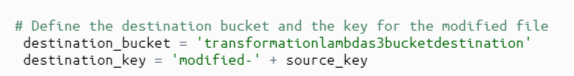 # Define the destination bucket and the key for the modified file
destination_bucket = 'transformationlambdas3bucketdestination'
destination_key = 'modified-' + source_key